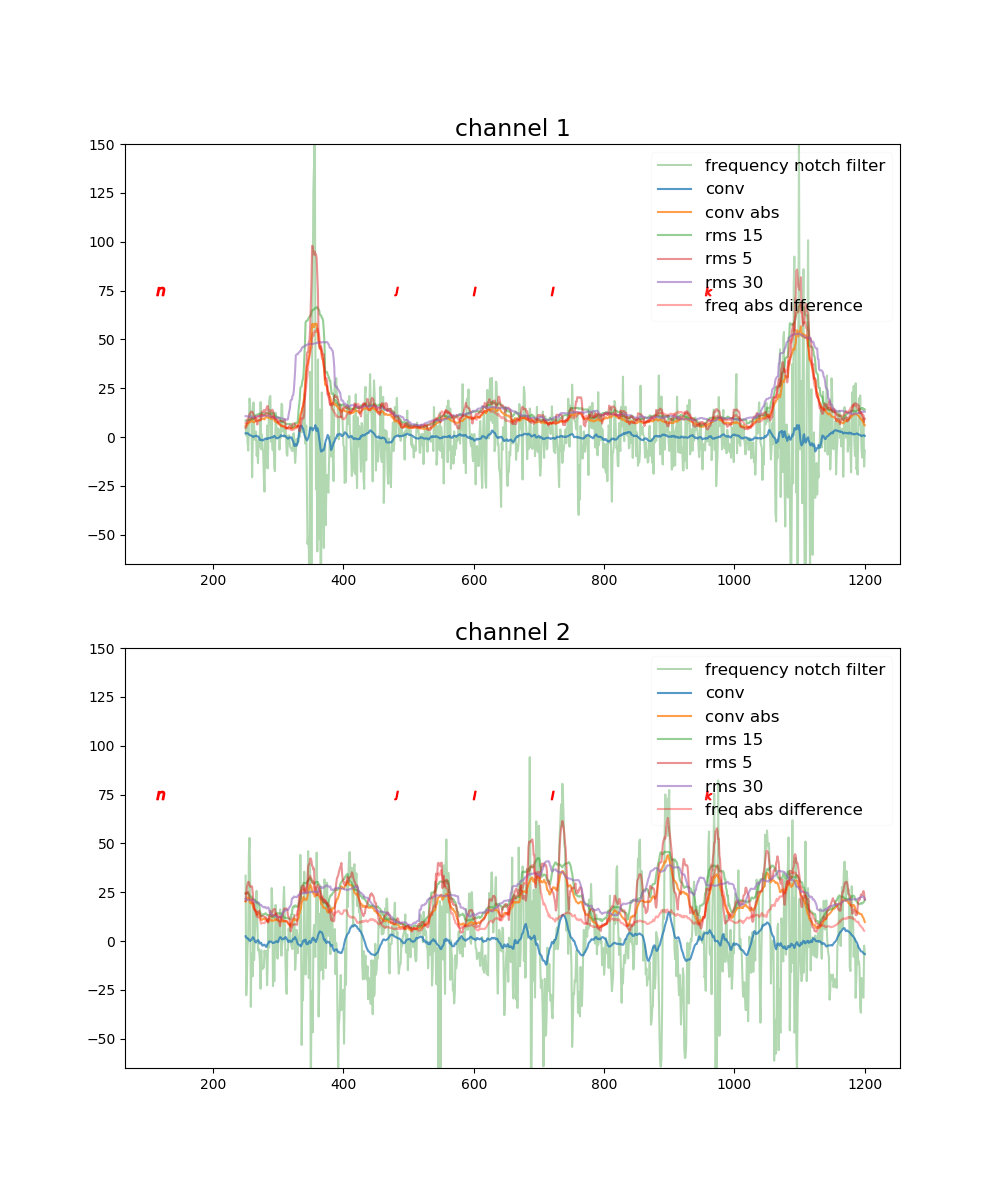 channel 1
150
125
100
75
50
25
0
−25
−50
frequency notch filter
conv
conv abs
rms 15
rms 5
rms 30
freq abs difference
n
k
200 400 600 800 1000 1200
channel 2
150
125
100
75
50
25
0
−25
−50
frequency notch filter
conv
conv abs
rms 15
rms 5
rms 30
freq abs difference
n
k
200 400 600 800 1000 1200